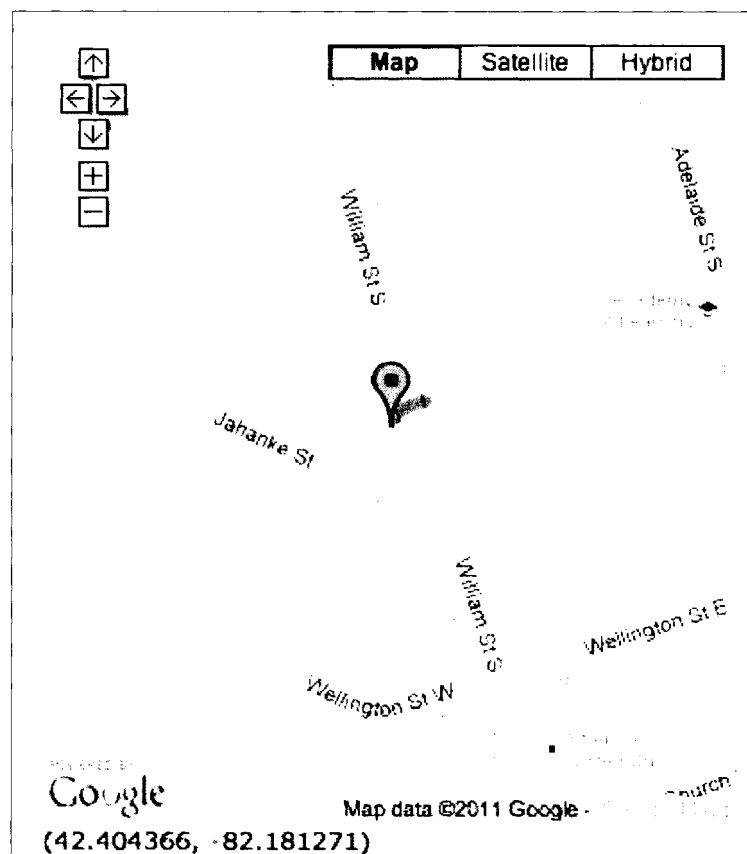 Map Satellite Hybrid
Adelaide St S
William St S
Jahanke St
William St S
Wellington St E
Wellington St W
Church
Google
Map data ©2011 Google -
(42.404366, -82.181271)